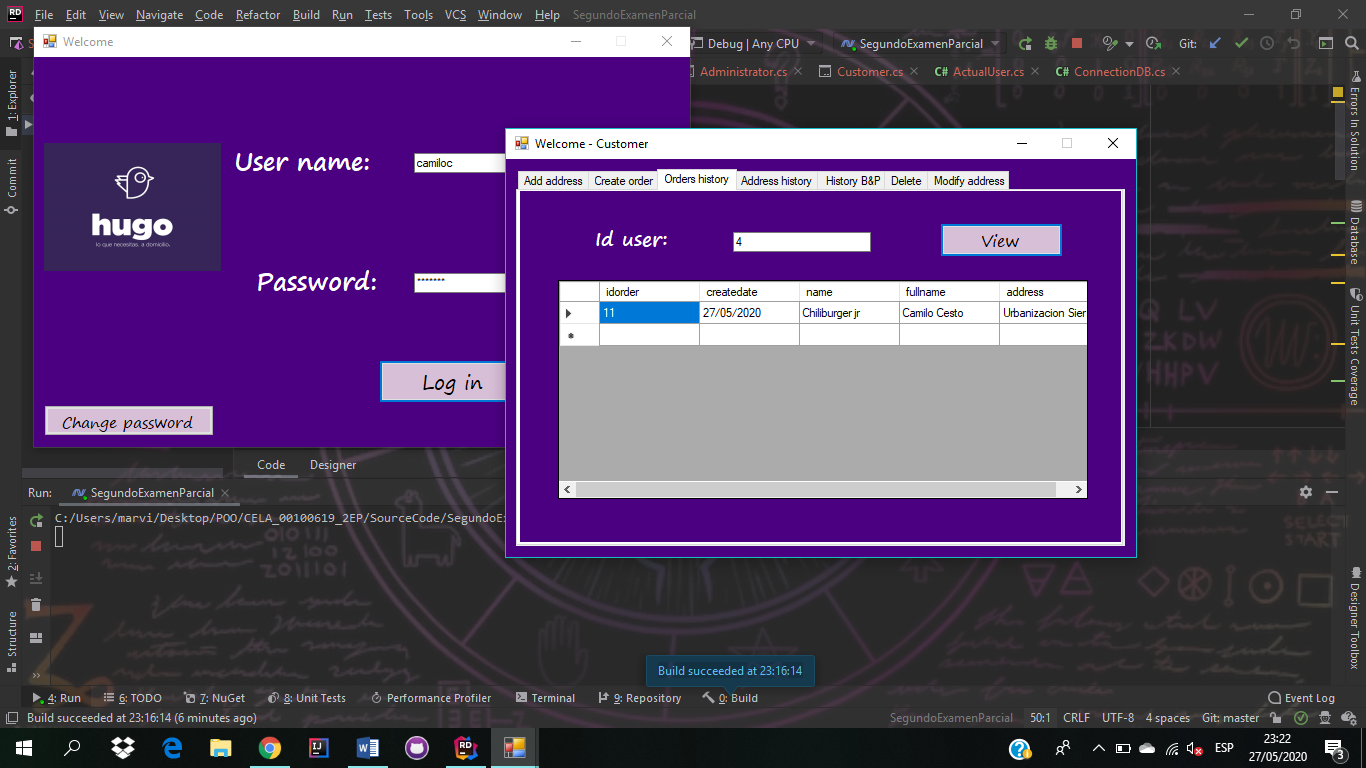 File Edit View Navigate Code Refactor Build Run Tests Tools VCS Window Help SegundoExamenParcial
Debug | Any CPU SegundoExamenParcial Git:
Administrator.cs Customer.cs C# ActualUser.cs C# ConnectionDB.cs
1: Explorer
Commit
2: Favorites
Structure
Welcome
User name: camiloc
hugo
lo que necesitas. a domicilio.
Password: *******
Log in
Change password
Welcome - Customer
Add address Create order Orders history Address history History B&P Delete Modify address
Id user: 4 View
idorder createdate name fullname address
11 27/05/2020 Chiliburger jr Camilo Cesto Urbanizacion Sier
Errors In Solution
Database
Unit Tests Coverage
Designer Toolbox
Code Designer
Run: SegundoExamenParcial
C:/Users/marvi/Desktop/POO/CELA_00100619_2EP/SourceCode/SegundoEx
SELECT
START
Build succeeded at 23:16:14
4: Run 6: TODO 7: NuGet 8: Unit Tests Performance Profiler Terminal 9: Repository 0: Build Event Log
Build succeeded at 23:16:14 (6 minutes ago) SegundoExamenParcial 50:1 CRLF UTF-8 4 spaces Git: master
ESP 23:22
27/05/2020 3